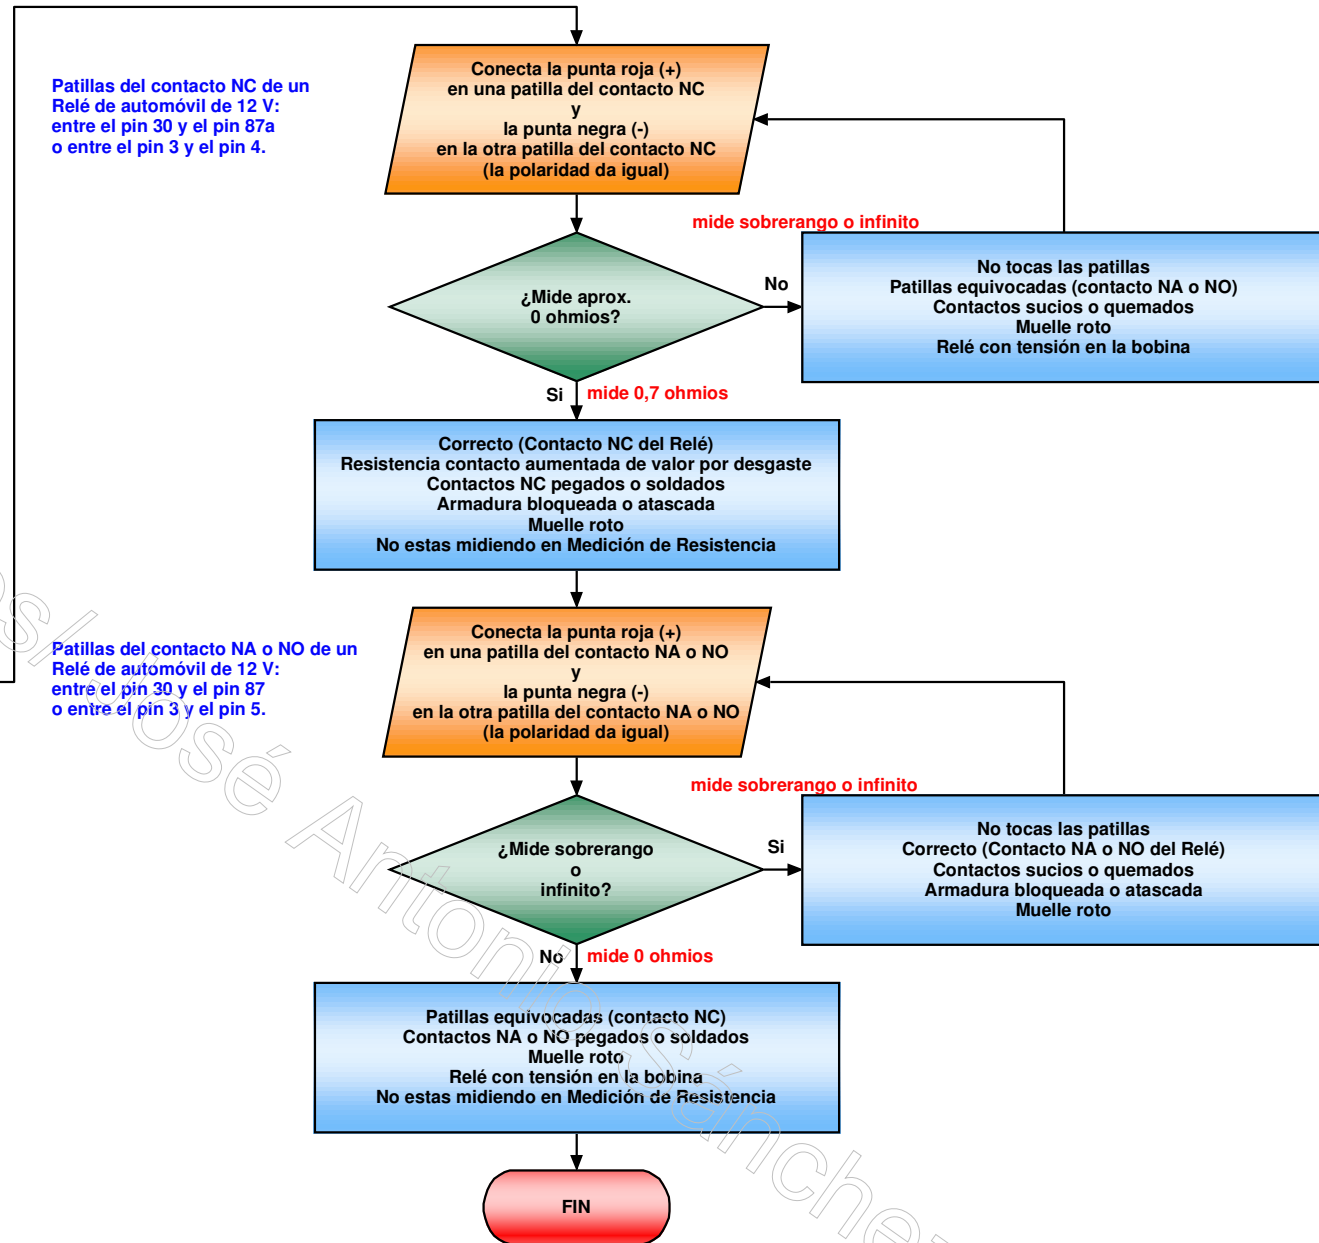 Patillas del contacto NC de un
Relé de automóvil de 12 V:
entre el pin 30 y el pin 87a
o entre el pin 3 y el pin 4.
Conecta la punta roja (+)
en una patilla del contacto NC
y
la punta negra (-)
en la otra patilla del contacto NC
(la polaridad da igual)
mide sobrerango o infinito
¿Mide aprox.
0 ohmios?
No
No tocas las patillas
Patillas equivocadas (contacto NA o NO)
Contactos sucios o quemados
Muelle roto
Relé con tensión en la bobina
Si
mide 0,7 ohmios
Correcto (Contacto NC del Relé)
Resistencia contacto aumentada de valor por desgaste
Contactos NC pegados o soldados
Armadura bloqueada o atascada
Muelle roto
No estas midiendo en Medición de Resistencia
Patillas del contacto NA o NO de un
Relé de automóvil de 12 V:
entre el pin 30 y el pin 87
o entre el pin 3 y el pin 5.
Conecta la punta roja (+)
en una patilla del contacto NA o NO
y
la punta negra (-)
en la otra patilla del contacto NA o NO
(la polaridad da igual)
mide sobrerango o infinito
¿Mide sobrerango
o
infinito?
Si
No tocas las patillas
Correcto (Contacto NA o NO del Relé)
Contactos sucios o quemados
Armadura bloqueada o atascada
Muelle roto
No
mide 0 ohmios
Patillas equivocadas (contacto NC)
Contactos NA o NO pegados o soldados
Muelle roto
Relé con tensión en la bobina
No estas midiendo en Medición de Resistencia
FIN
José Antonio Sánchez